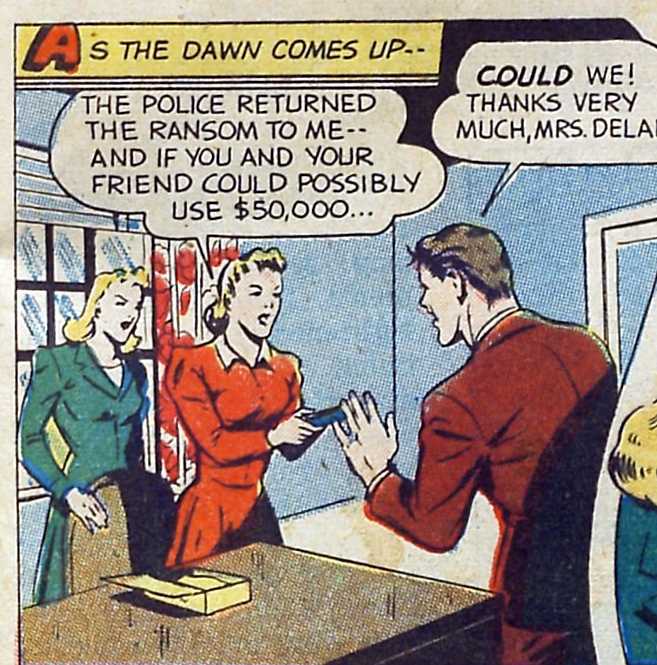 AS THE DAWN COMES UP--
THE POLICE RETURNED
THE RANSOM TO ME--
AND IF YOU AND YOUR
FRIEND COULD POSSIBLY
USE $50,000...
COULD WE!
THANKS VERY
MUCH, MRS.